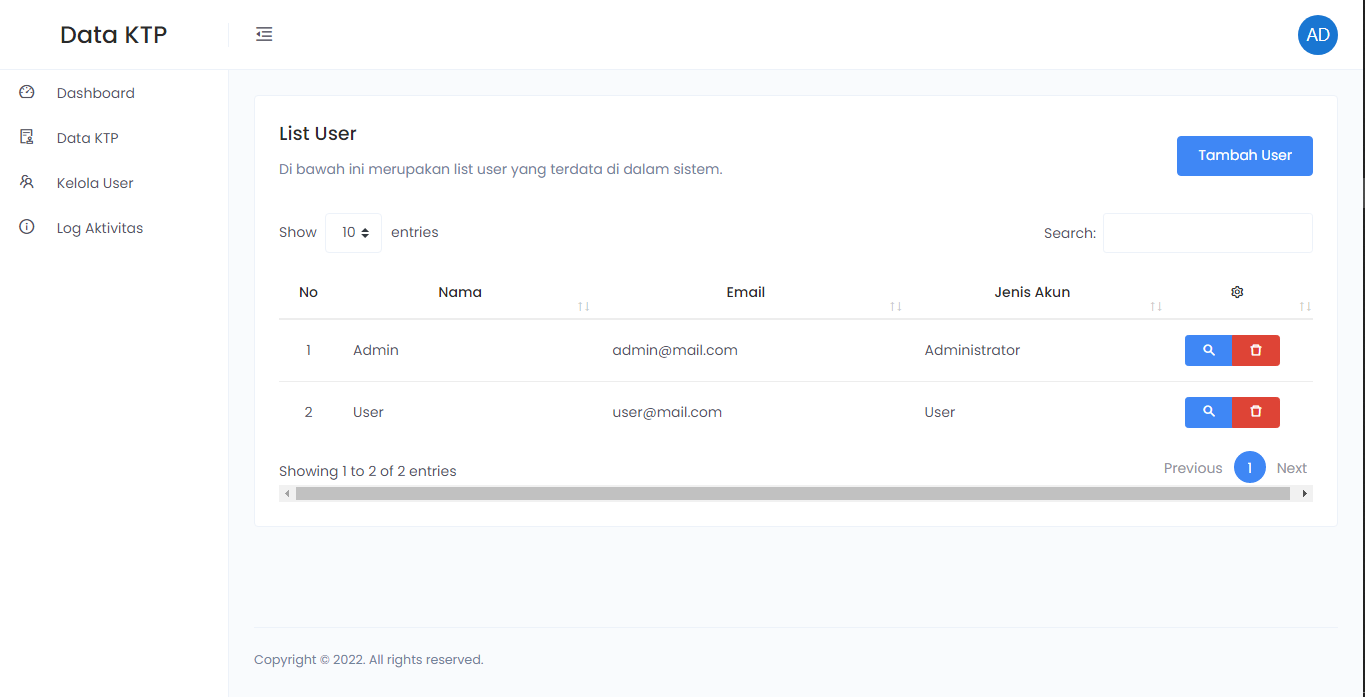 Data KTP
AD
Dashboard
Data KTP
Kelola User
Log Aktivitas
List User
Di bawah ini merupakan list user yang terdata di dalam sistem.
Tambah User
Show 10 entries
Search:
No Nama Email Jenis Akun
1 Admin admin@mail.com Administrator
2 User user@mail.com User
Showing 1 to 2 of 2 entries
Previous 1 Next
Copyright © 2022. All rights reserved.